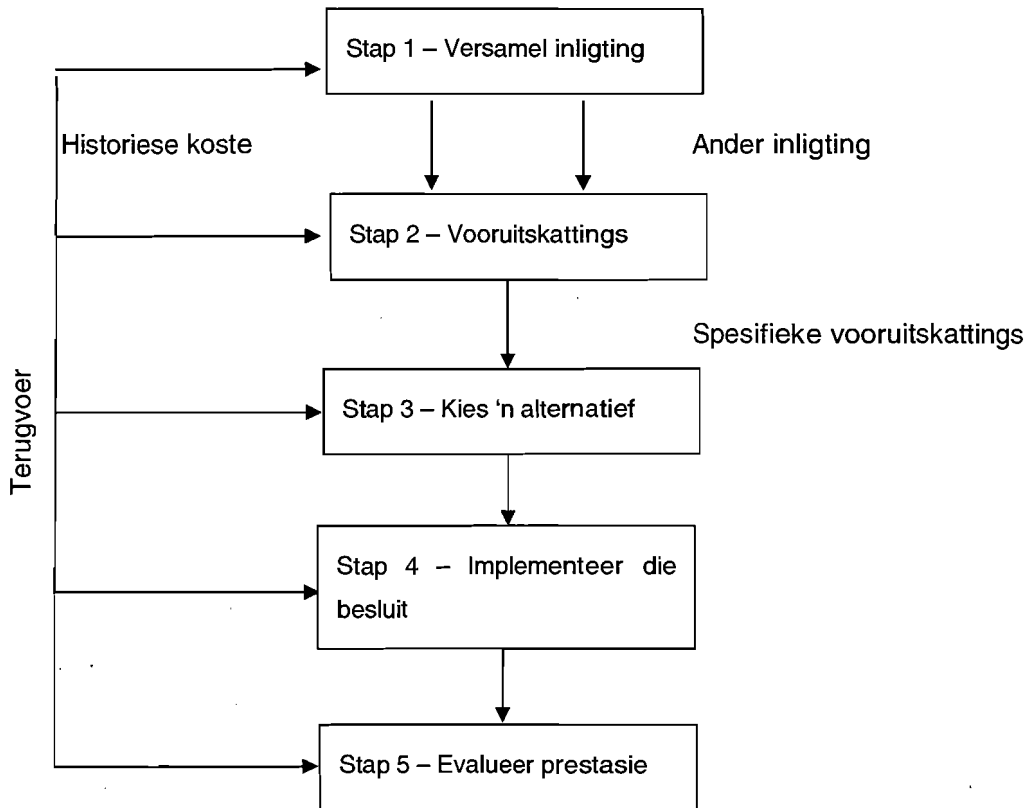 Stap 1 – Versamel inligting
Historiese koste
Ander inligting
Stap 2 – Vooruitskattings
Spesifieke vooruitskattings
Stap 3 – Kies ‘n alternatief
Terugvoer
Stap 4 – Implementeer die
besluit
Stap 5 – Evalueer prestasie